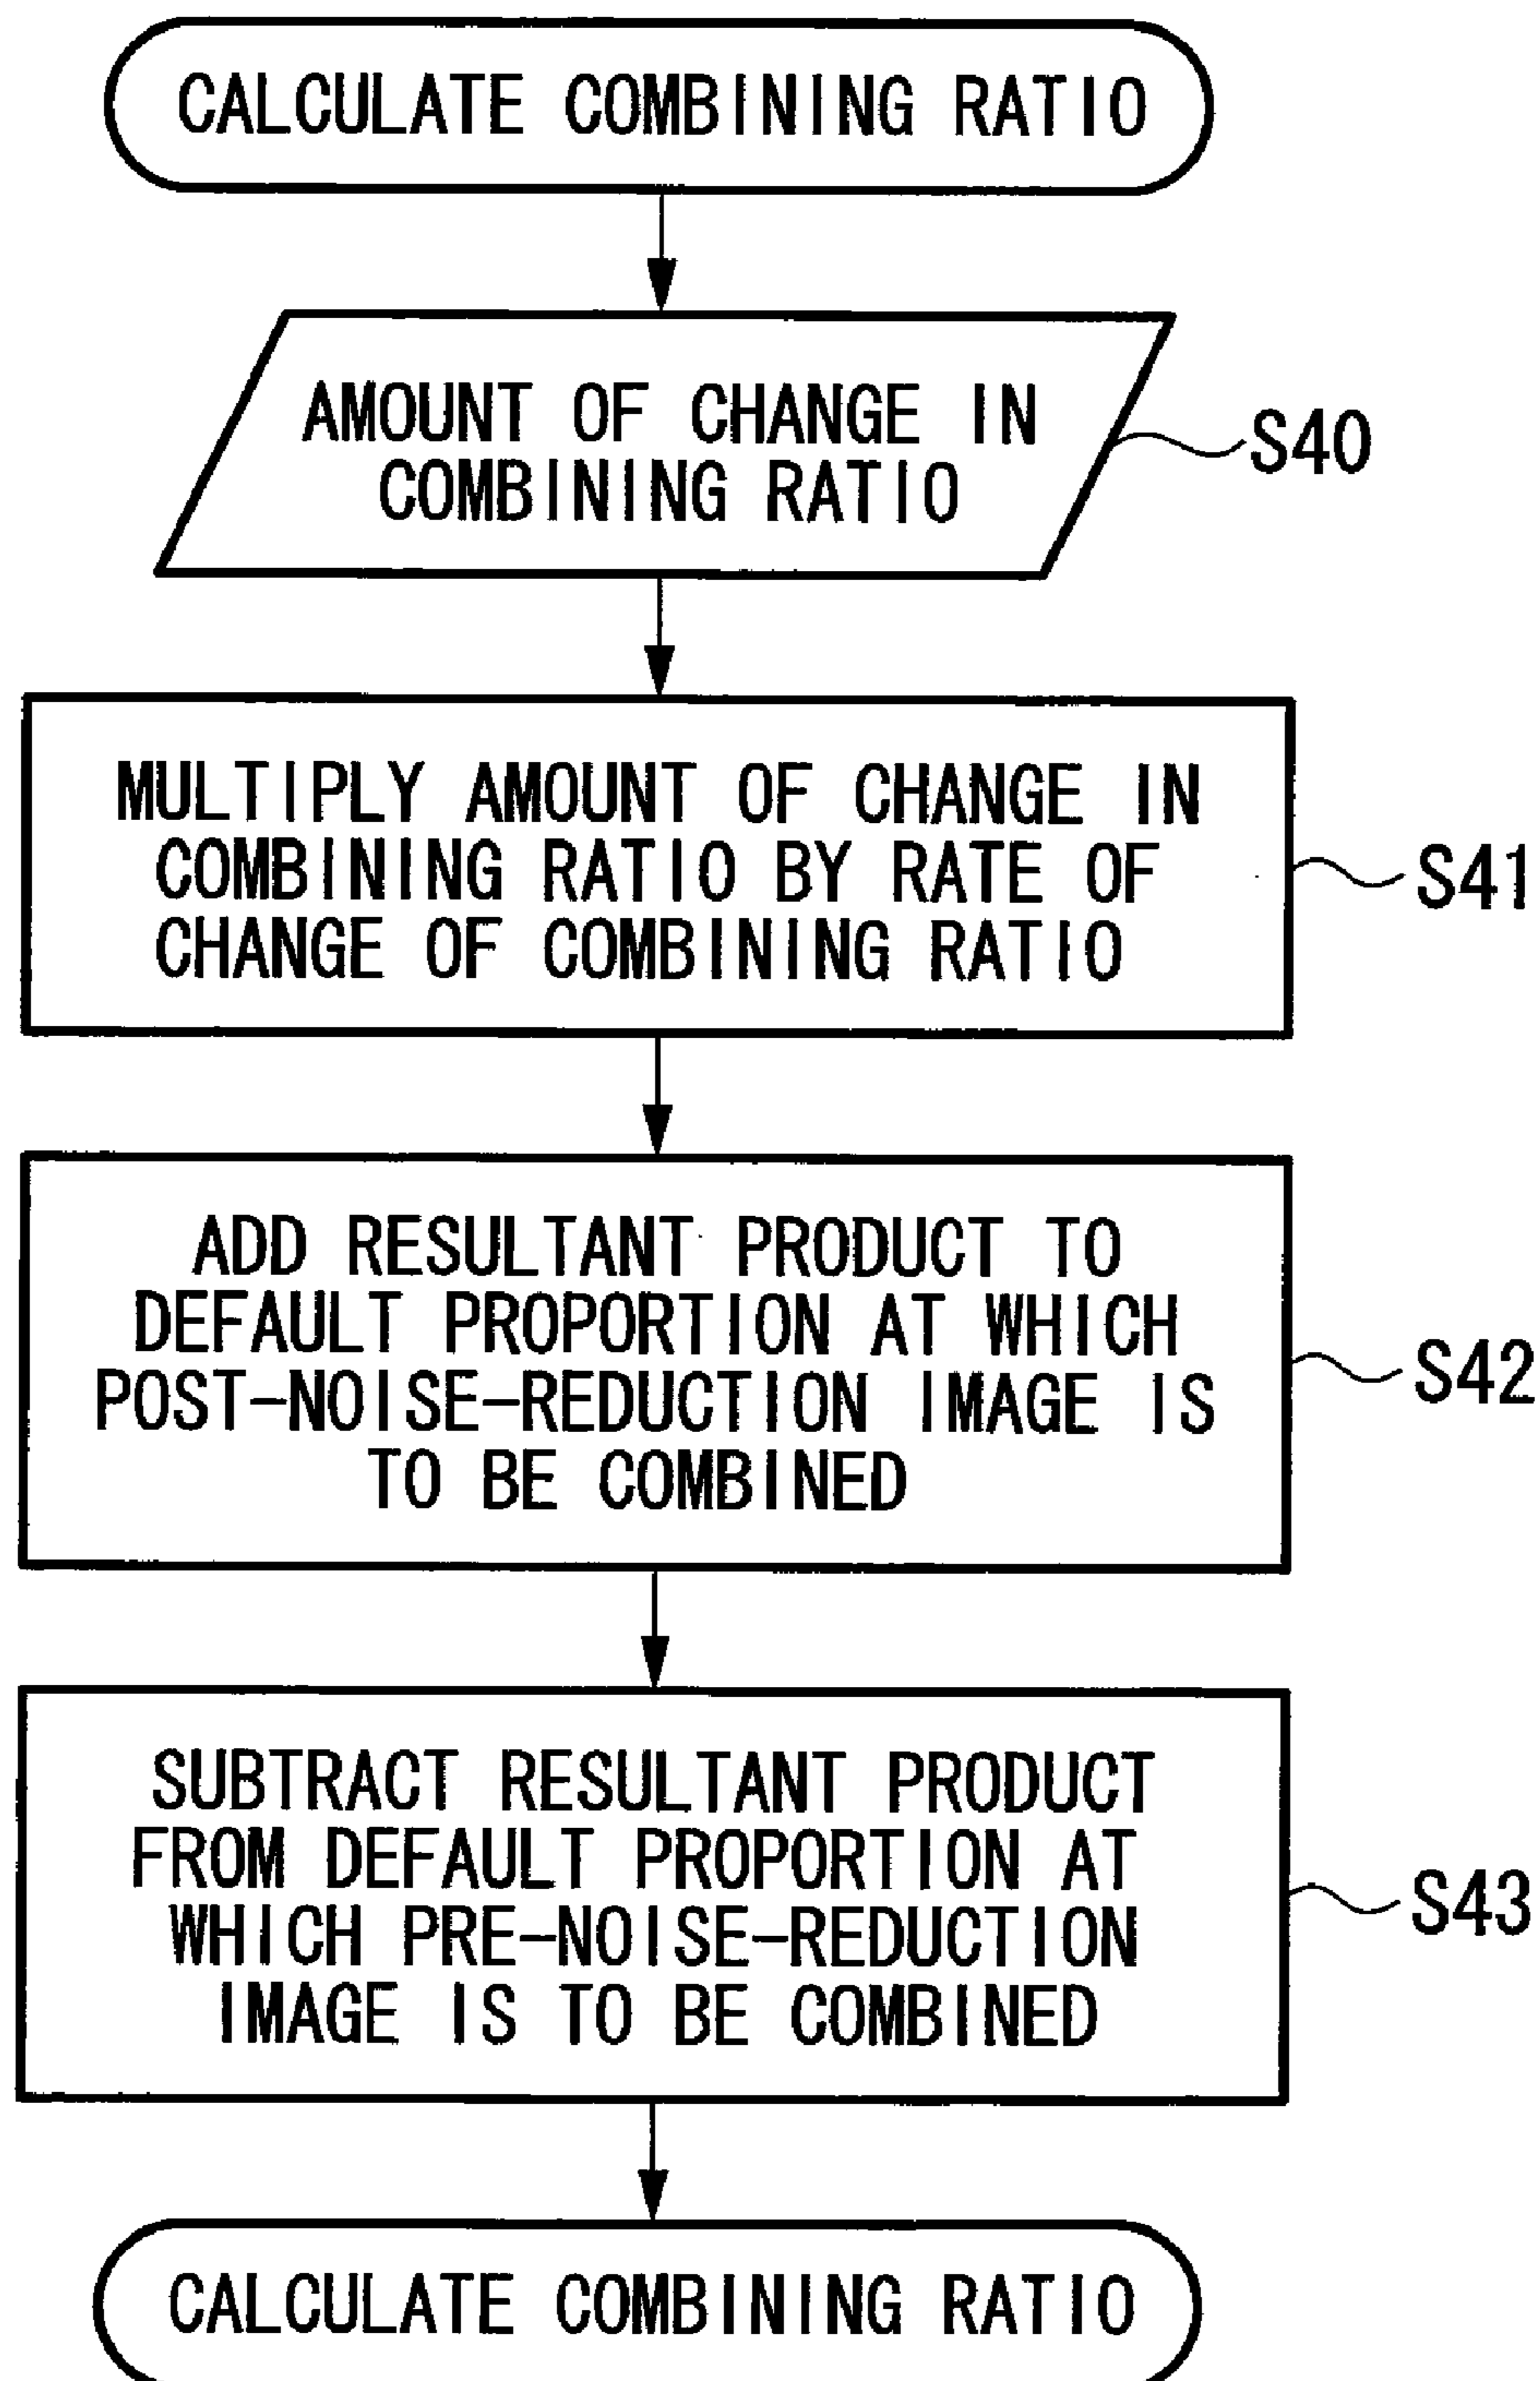 CALCULATE COMBINING RATIO
AMOUNT OF CHANGE IN
COMBINING RATIO
S40
MULTIPLY AMOUNT OF CHANGE IN
COMBINING RATIO BY RATE OF
CHANGE OF COMBINING RATIO
S41
ADD RESULTANT PRODUCT TO
DEFAULT PROPORTION AT WHICH
POST-NOISE-REDUCTION IMAGE IS
TO BE COMBINED
S42
SUBTRACT RESULTANT PRODUCT
FROM DEFAULT PROPORTION AT
WHICH PRE-NOISE-REDUCTION
IMAGE IS TO BE COMBINED
S43
CALCULATE COMBINING RATIO